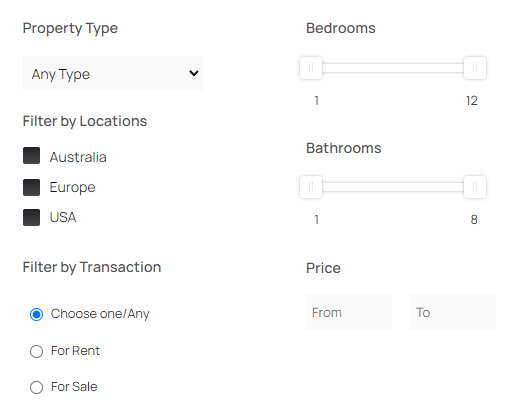 Property Type
Any Type
Filter by Locations
Australia
Europe
USA
Filter by Transaction
Choose one/Any
For Rent
For Sale
Bedrooms
1 12
Bathrooms
1 8
Price
From To